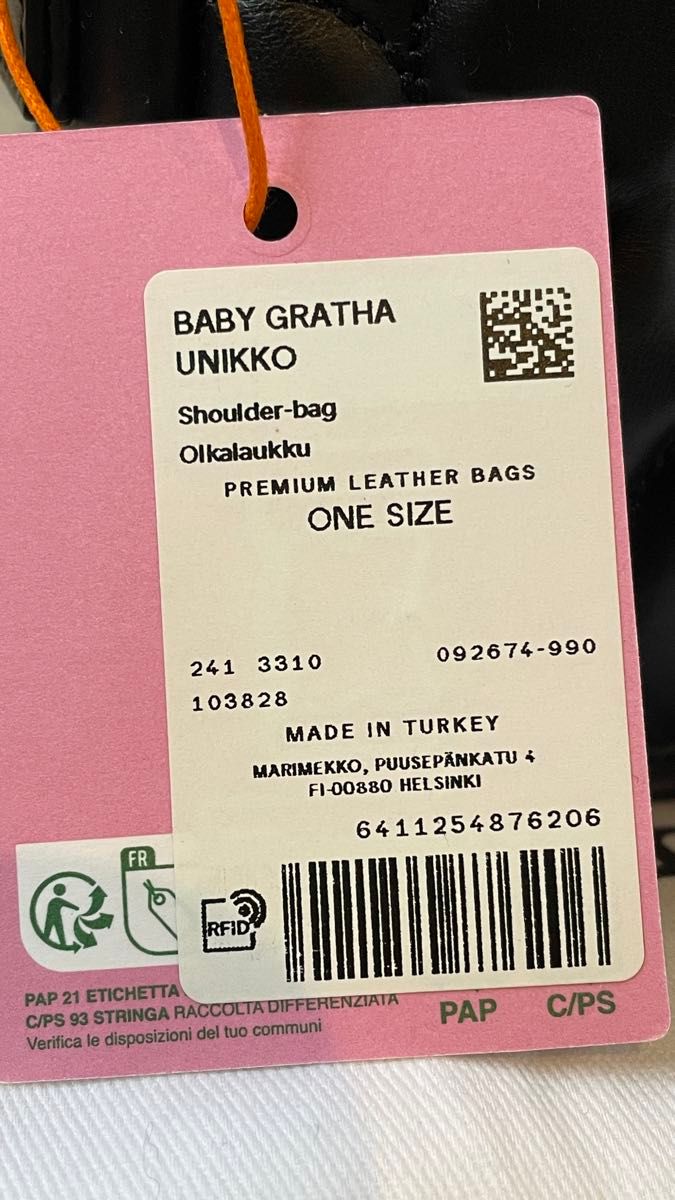 BABY GRATHA
UNIKKO
Shoulder-bag
Olkalaukku
PREMIUM LEATHER BAGS
ONE SIZE
241 3310
092674-990
103828
MADE IN TURKEY
MARIMEKKO, PUUSEPÄNKATU 4
FI-00880 HELSINKI
6411254876206
RFID
FR
PAP 21 ETICHETTA
C/PS 93 STRINGA RACCOLTA DIFFERENZIATA
Verifica le disposizioni del tuo communi
PAP C/PS